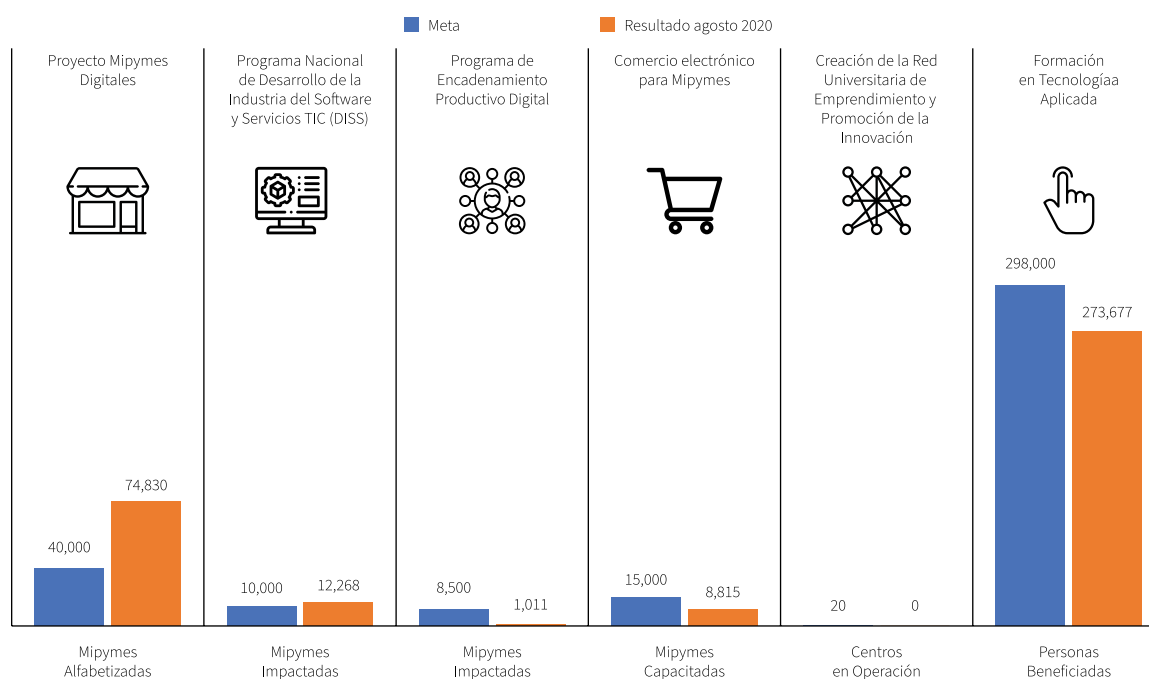 Meta
Resultado agosto 2020
Proyecto Mipymes
Digitales
Programa Nacional
de Desarrollo de la
Industria del Software
y Servicios TIC (DISS)
Programa de
Encadenamiento
Productivo Digital
Comercio electrónico
para Mipymes
Creación de la Red
Universitaria de
Emprendimiento y
Promoción de la
Innovación
Formación
en Tecnologíaa
Aplicada
40,000
74,830
10,000
12,268
8,500
1,011
15,000
8,815
20
0
298,000
273,677
Mipymes
Alfabetizadas
Mipymes
Impactadas
Mipymes
Impactadas
Mipymes
Capacitadas
Centros
en Operación
Personas
Beneficiadas